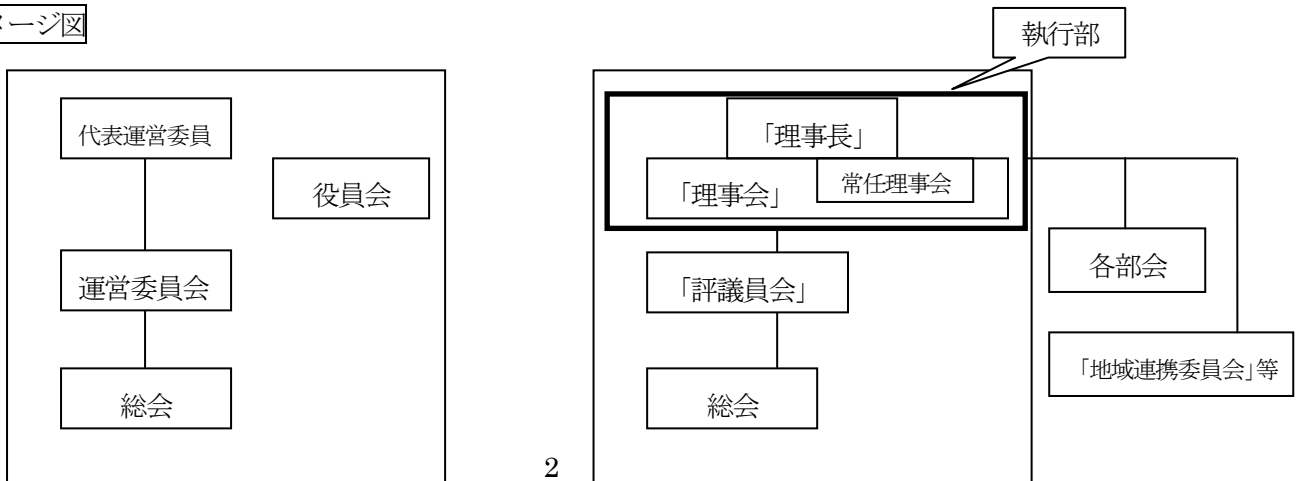 メージ図
代表運営委員
役員会
運営委員会
総会
執行部
「理事長」
「理事会」
常任理事会
「評議員会」
総会
各部会
「地域連携委員会」等
2